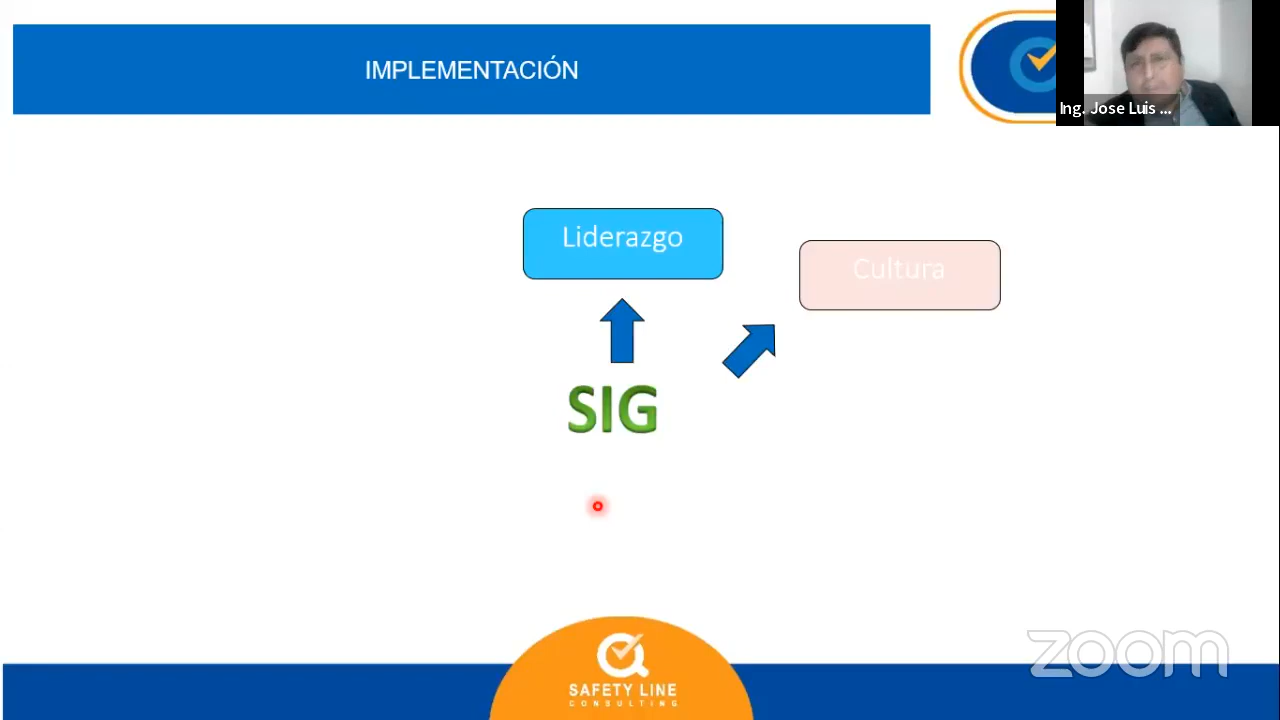 IMPLEMENTACIÓN
Ing. Jose Luis ...
Liderazgo
Cultura
SIG
zoom
SAFETY LINE
CONSULTING